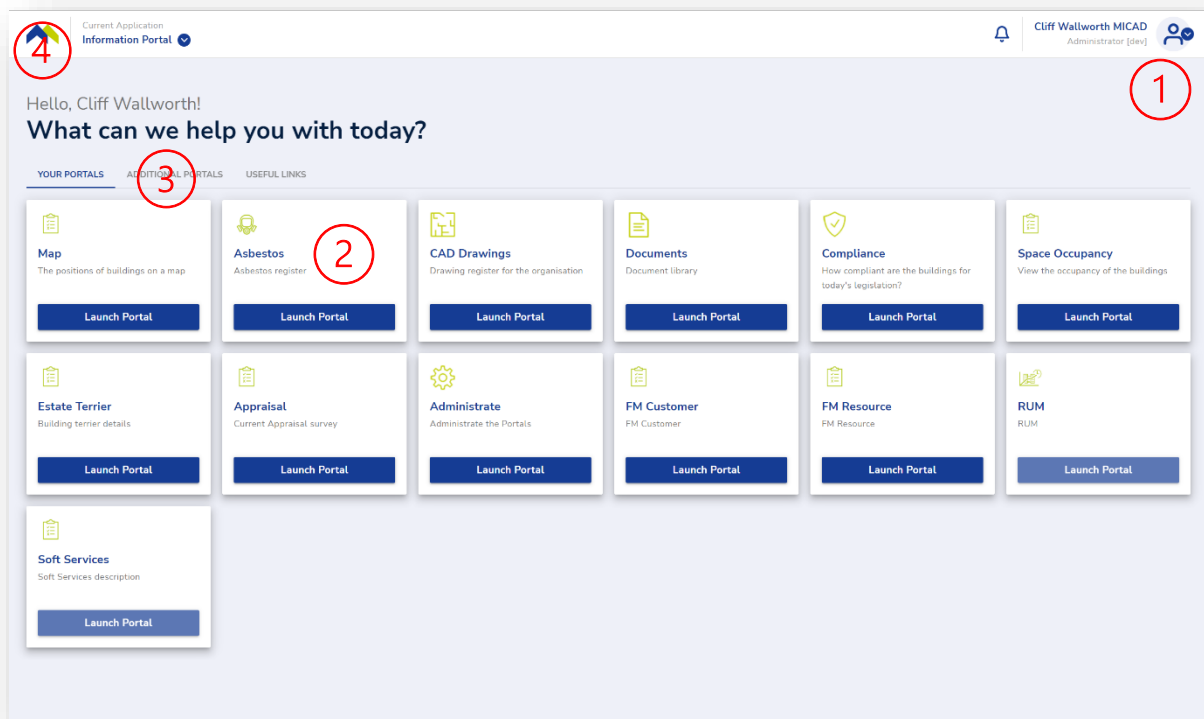 Current Application
Information Portal
Cliff Wallworth MICAD
Administrator [dev]
4
1
Hello, Cliff Wallworth!
What can we help you with today?
YOUR PORTALS ADDITIONAL PORTALS USEFUL LINKS
3
Map
The positions of buildings on a map
Launch Portal
Asbestos
Asbestos register
2
Launch Portal
CAD Drawings
Drawing register for the organisation
Launch Portal
Documents
Document library
Launch Portal
Compliance
How compliant are the buildings for
today's legislation?
Launch Portal
Space Occupancy
View the occupancy of the buildings
Launch Portal
Estate Terrier
Building terrier details
Launch Portal
Appraisal
Current Appraisal survey
Launch Portal
Administrate
Administrate the Portals
Launch Portal
FM Customer
FM Customer
Launch Portal
FM Resource
FM Resource
Launch Portal
RUM
RUM
Launch Portal
Soft Services
Soft Services description
Launch Portal